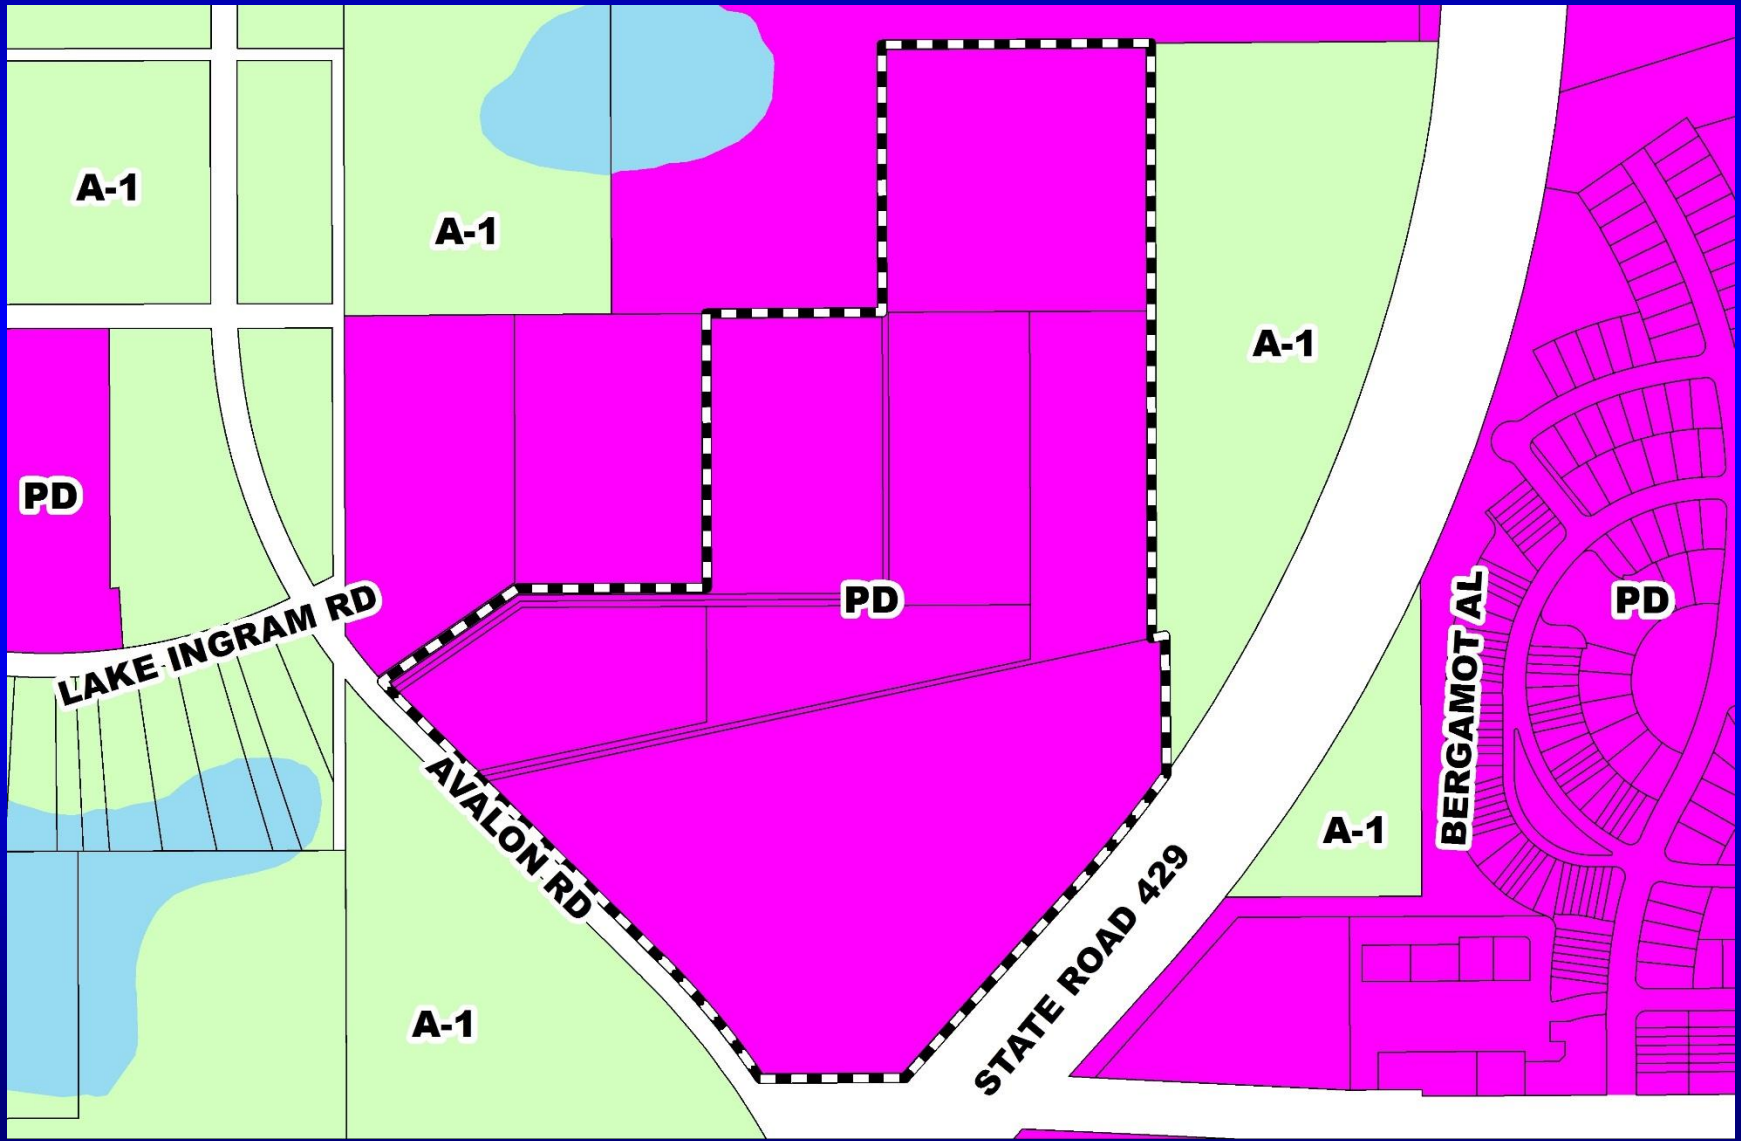 A-1
A-1
A-1
PD
LAKE INGRAM RD
PD
PD
BERGAMOT AL
AVALON RD
A-1
STATE ROAD 429
A-1